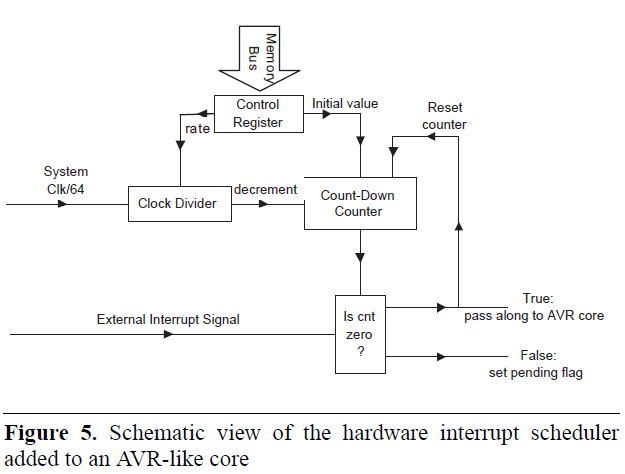 Memory
Bus
Control
Register
Initial value
Reset
counter
rate
System
Clk/64
Clock Divider
decrement
Count-Down
Counter
External Interrupt Signal
Is cnt
zero
?
True:
pass along to AVR core
False:
set pending flag
Figure 5. Schematic view of the hardware interrupt scheduler
added to an AVR-like core